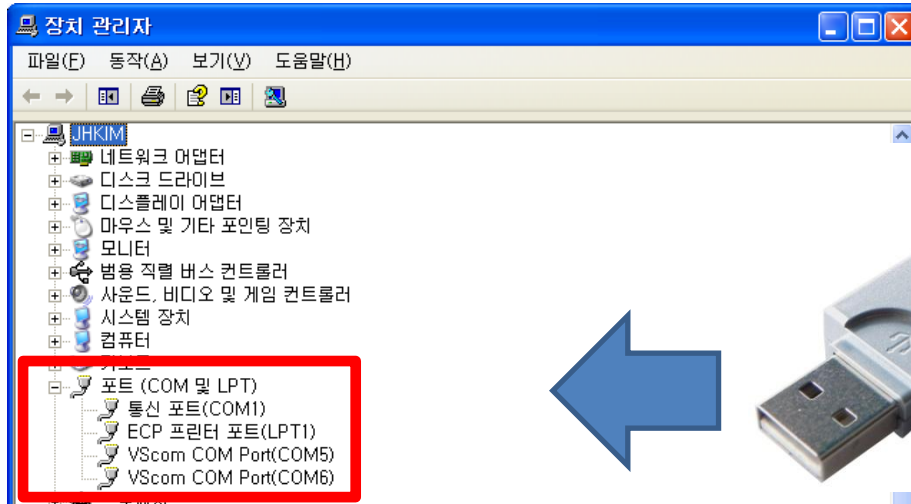 장치 관리자
파일(F) 동작(A) 보기(V) 도움말(H)
JHKIM
네트워크 어댑터
디스크 드라이브
디스플레이 어댑터
마우스 및 기타 포인팅 장치
모니터
범용 직렬 버스 컨트롤러
사운드, 비디오 및 게임 컨트롤러
시스템 장치
컴퓨터
포트 (COM 및 LPT)
통신 포트(COM1)
ECP 프린터 포트(LPT1)
VScom COM Port(COM5)
VScom COM Port(COM6)